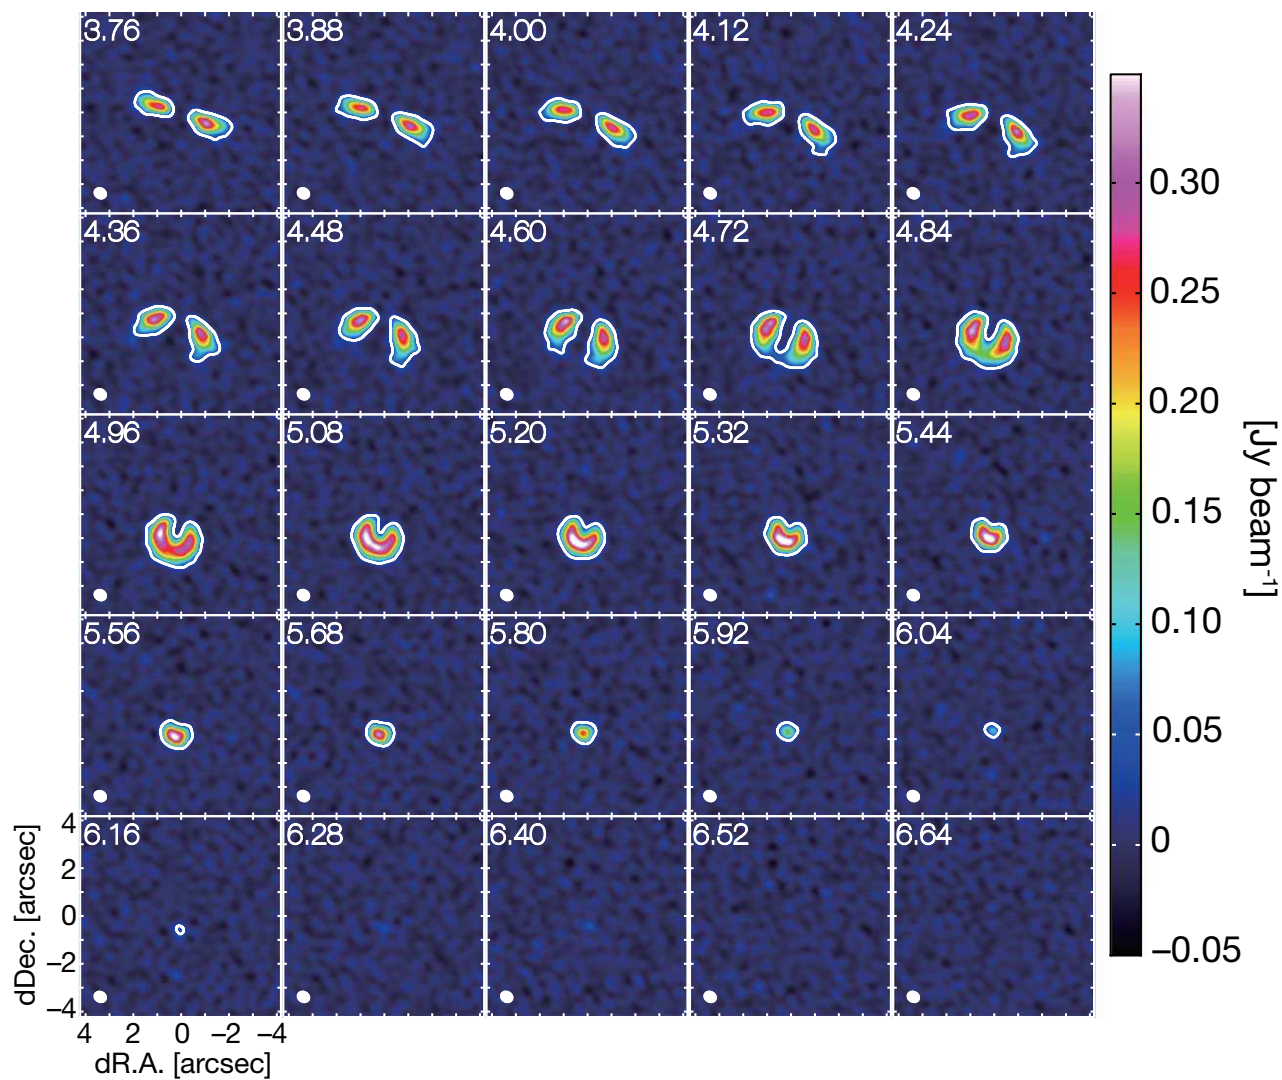 3.76 3.88 4.00 4.12 4.24
4.36 4.48 4.60 4.72 4.84
4.96 5.08 5.20 5.32 5.44
5.56 5.68 5.80 5.92 6.04
6.16 6.28 6.40 6.52 6.64
4
2
0
−2
−4
dDec. [arcsec]
4 2 0 −2 −4
dR.A. [arcsec]
0.30
0.25
0.20
0.15
0.10
0.05
0
−0.05
[Jy beam⁻¹]